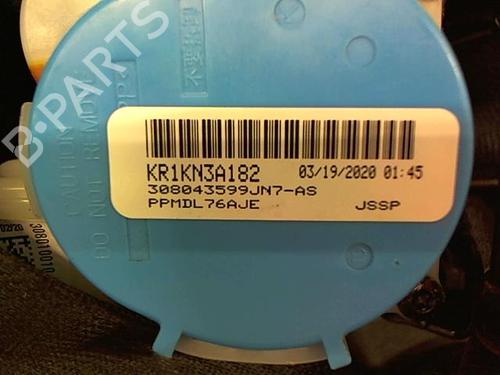 B-PARTS
CAUTION
DO NOT REMOVE
KR1KN3A182 03/19/2020 01:45
308043599JN7-AS
PPMDL76AJE JSSP